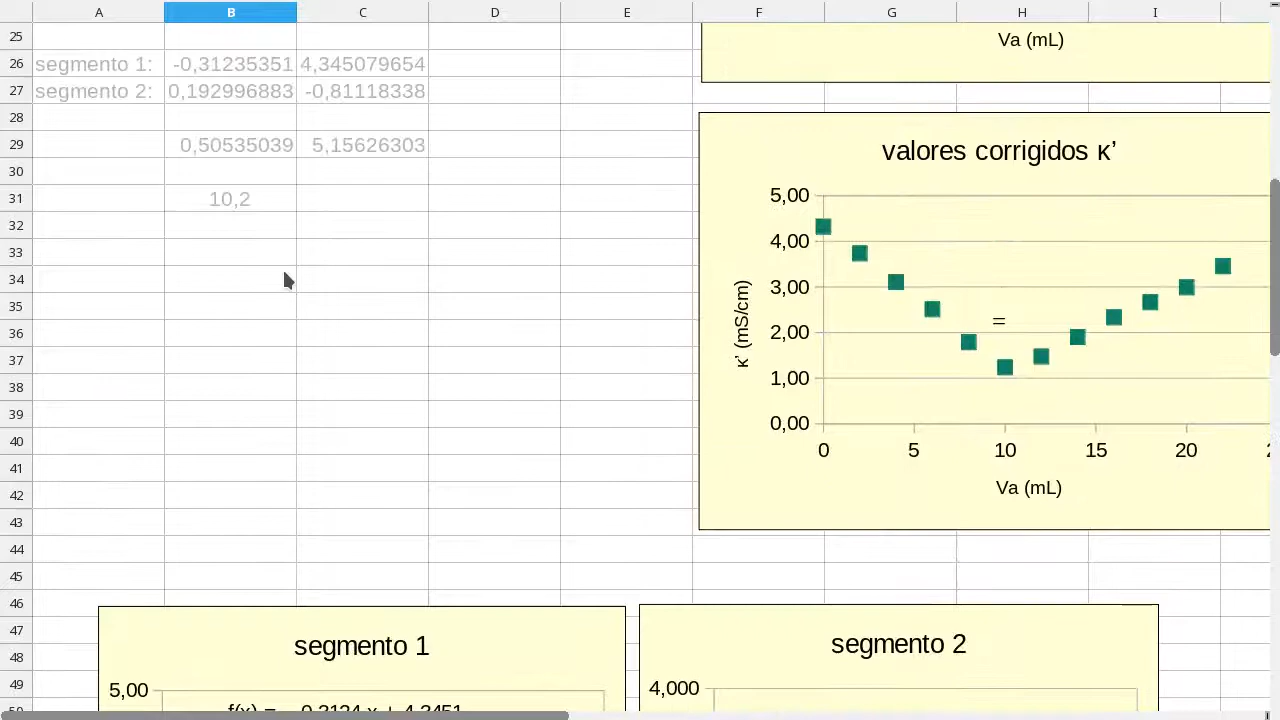 A B C D E F G H I
25 Va (mL)
26 segmento 1: -0,31235351 4,345079654
27 segmento 2: 0,192996883 -0,81118338
28
29 0,50535039 5,15626303
30
31 10,2
32
33
34
35
36
37
38
39
40
41
42
43
44
45
46
47
48
49
valores corrigidos κ’
5,00
4,00
3,00
2,00
1,00
0,00
κ’ (mS/cm)
=
0 5 10 15 20
Va (mL)
segmento 1
5,00
segmento 2
4,000